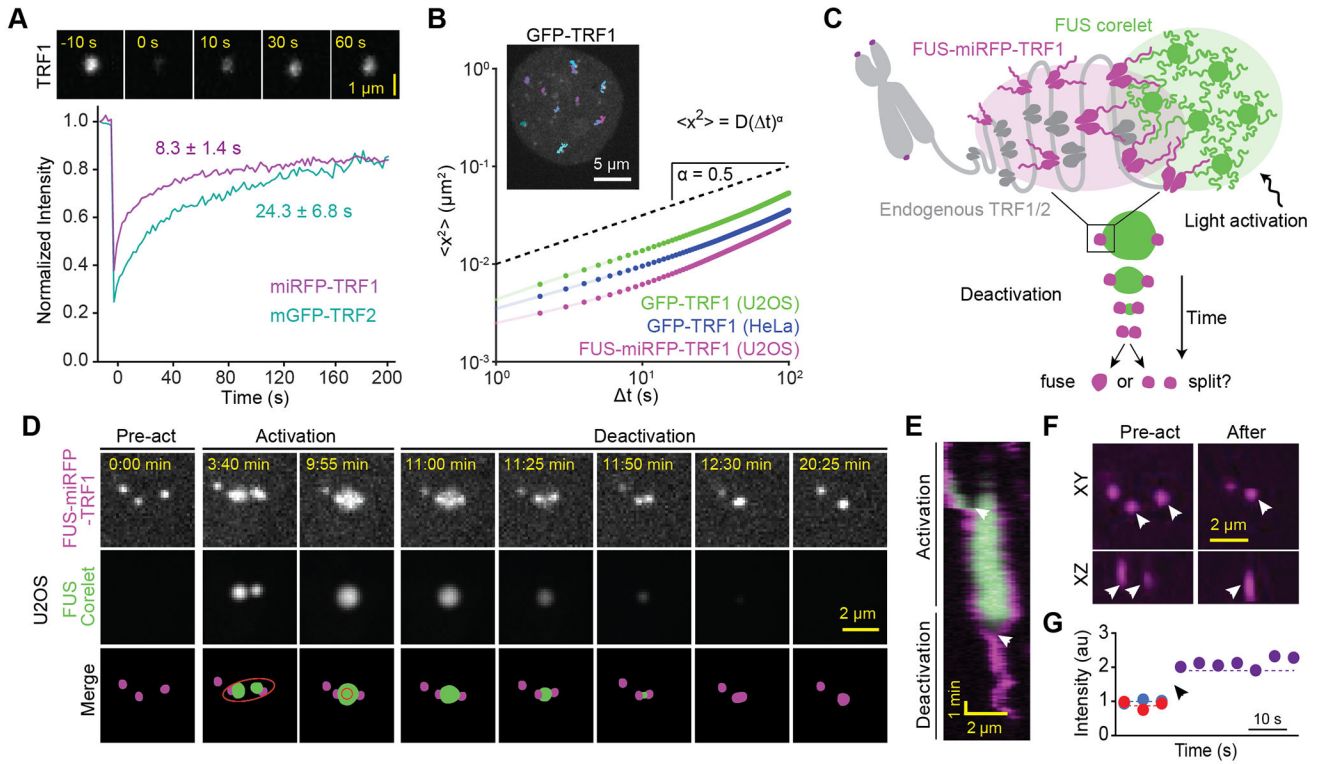 A
-10 s
0 s
10 s
30 s
60 s
TRF1
1 μm
1.0
0.8
0.6
0.4
0.2
0.0
Normalized Intensity
8.3 ± 1.4 s
24.3 ± 6.8 s
miRFP-TRF1
mGFP-TRF2
0
40
80
120
160
200
Time (s)
B
GFP-TRF1
5 μm
<x²> = D(Δt)ᵅ
α = 0.5
10⁰
10⁻¹
10⁻²
10⁻³
<x²> (μm²)
GFP-TRF1 (U2OS)
GFP-TRF1 (HeLa)
FUS-miRFP-TRF1 (U2OS)
10⁰
10¹
10²
Δt (s)
C
FUS corelet
FUS-miRFP-TRF1
Endogenous TRF1/2
Light activation
Deactivation
Time
fuse
or
split?
D
Pre-act
Activation
Deactivation
0:00 min
3:40 min
9:55 min
11:00 min
11:25 min
11:50 min
12:30 min
20:25 min
FUS-miRFP
-TRF1
U2OS
FUS
Corelet
2 μm
Merge
E
Activation
Deactivation
1 min
2 μm
F
Pre-act
After
XY
2 μm
XZ
G
3
2
1
0
Intensity (au)
10 s
Time (s)